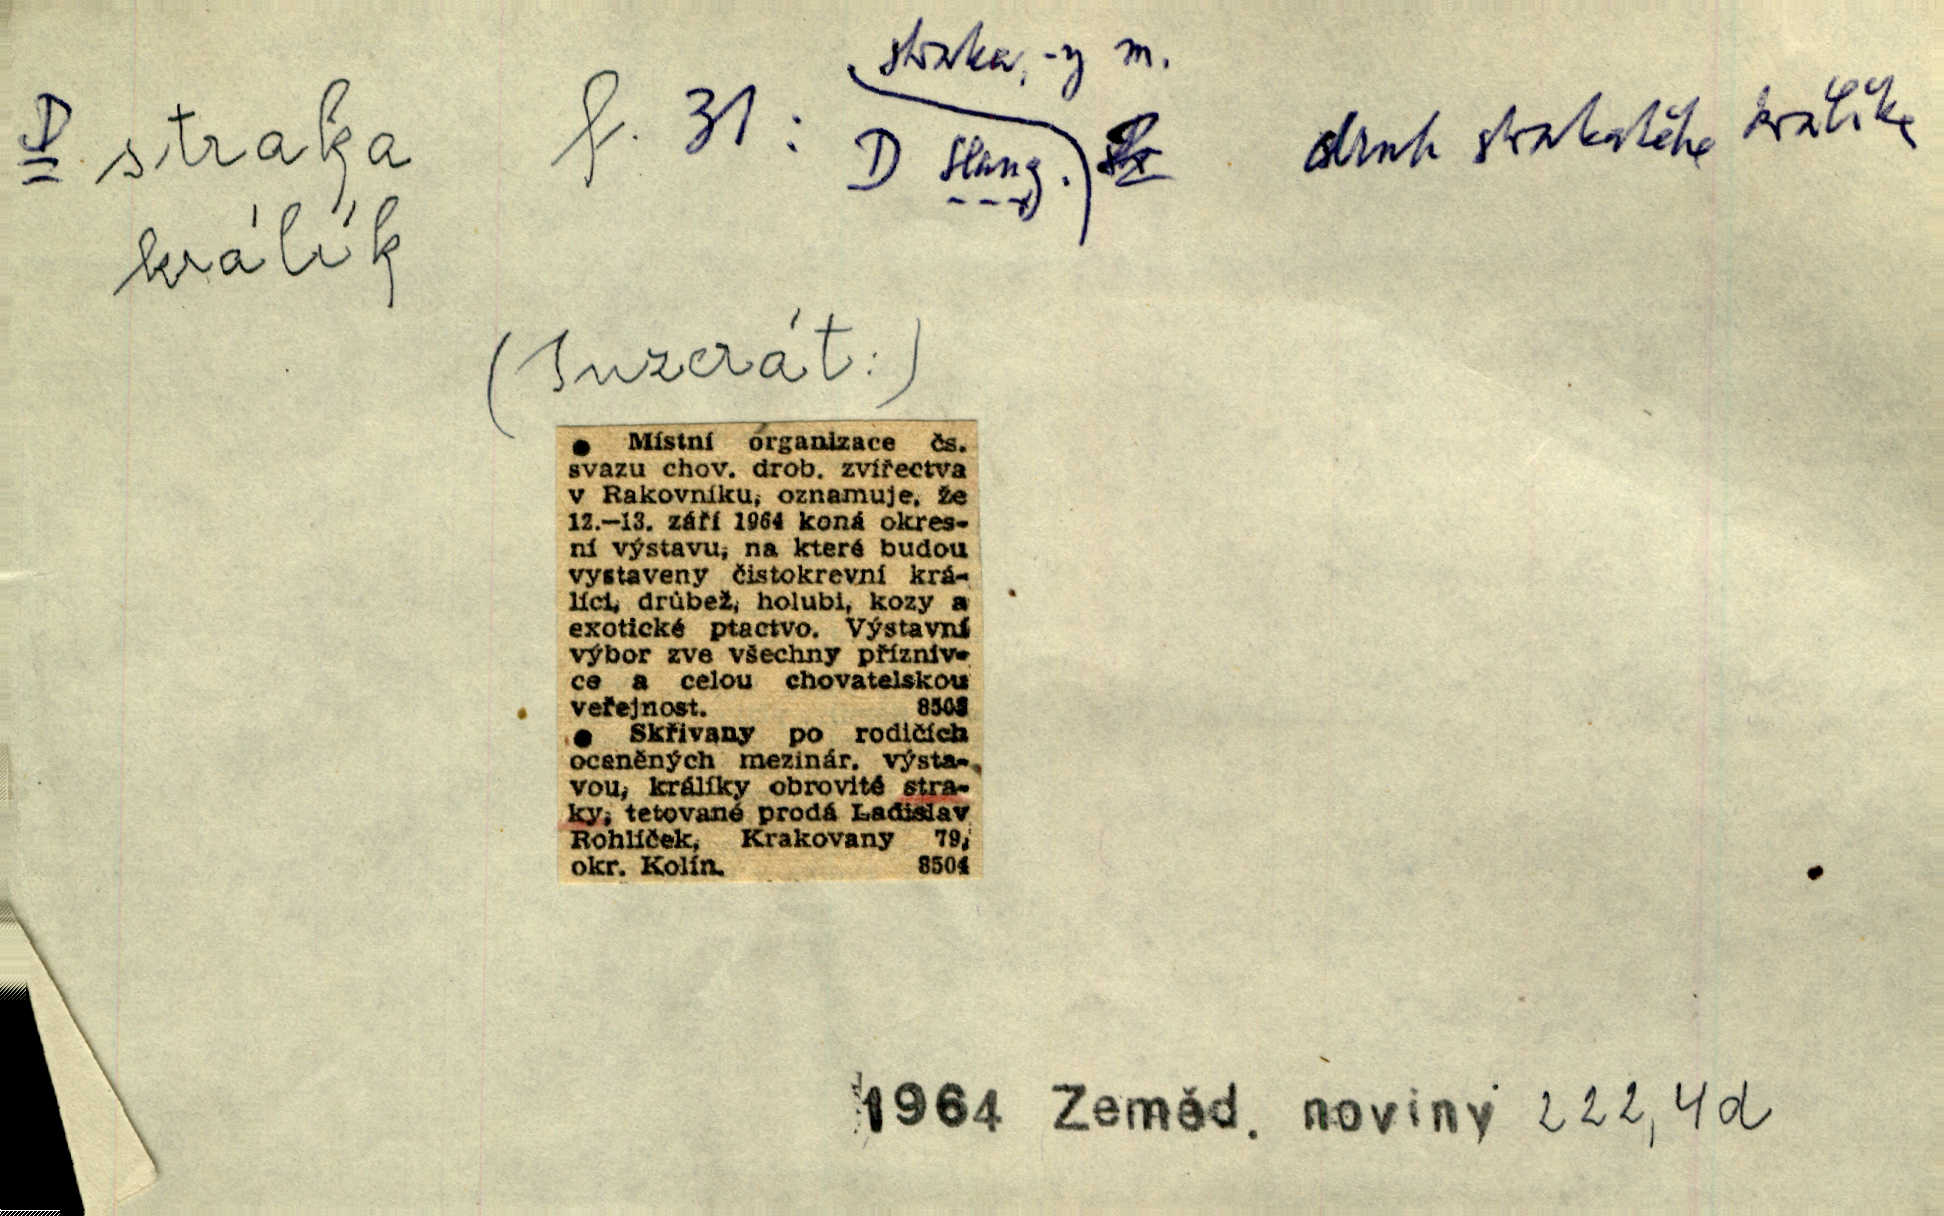 straka, -y m.
D straka f. 31: D slang. druh strakatého králíka
králík
(Inzerát:)
● Místní organizace čs.
svazu chov. drob. zvířectva
v Rakovníku, oznamuje, že
12.—13. září 1964 koná okres-
ní výstavu, na které budou
vystaveny čistokrevní krá-
líci, drůbež, holubi, kozy a
exotické ptactvo. Výstavní
výbor zve všechny přízniv-
ce a celou chovatelskou
veřejnost. 8503
● Skřivany po rodičích
oceněných mezinár. výsta-
vou, králíky obrovité stra-
ky, tetované prodá Ladislav
Rohlíček, Krakovany 79,
okr. Kolín. 8504
1964 Zeměd. noviny 222,4d